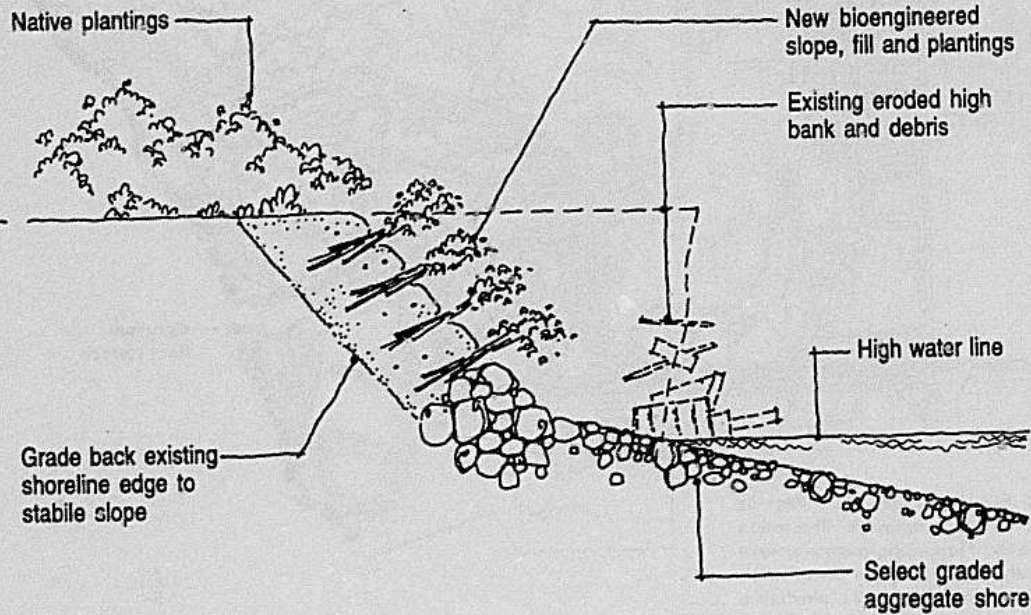 Native plantings
New bioengineered
slope, fill and plantings
Existing eroded high
bank and debris
High water line
Grade back existing
shoreline edge to
stabile slope
Select graded
aggregate shore